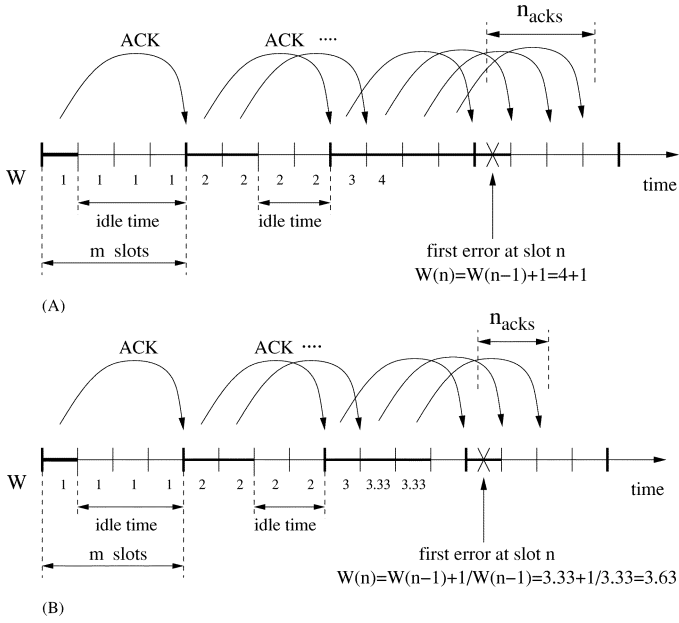 n_acks
ACK
ACK ....
W
1 1 1 1 2 2 2 2 3 4
time
idle time
idle time
m slots
first error at slot n
W(n)=W(n−1)+1=4+1
(A)
n_acks
ACK
ACK ....
W
1 1 1 1 2 2 2 2 3 3.33 3.33
time
idle time
idle time
m slots
first error at slot n
W(n)=W(n−1)+1/W(n−1)=3.33+1/3.33=3.63
(B)